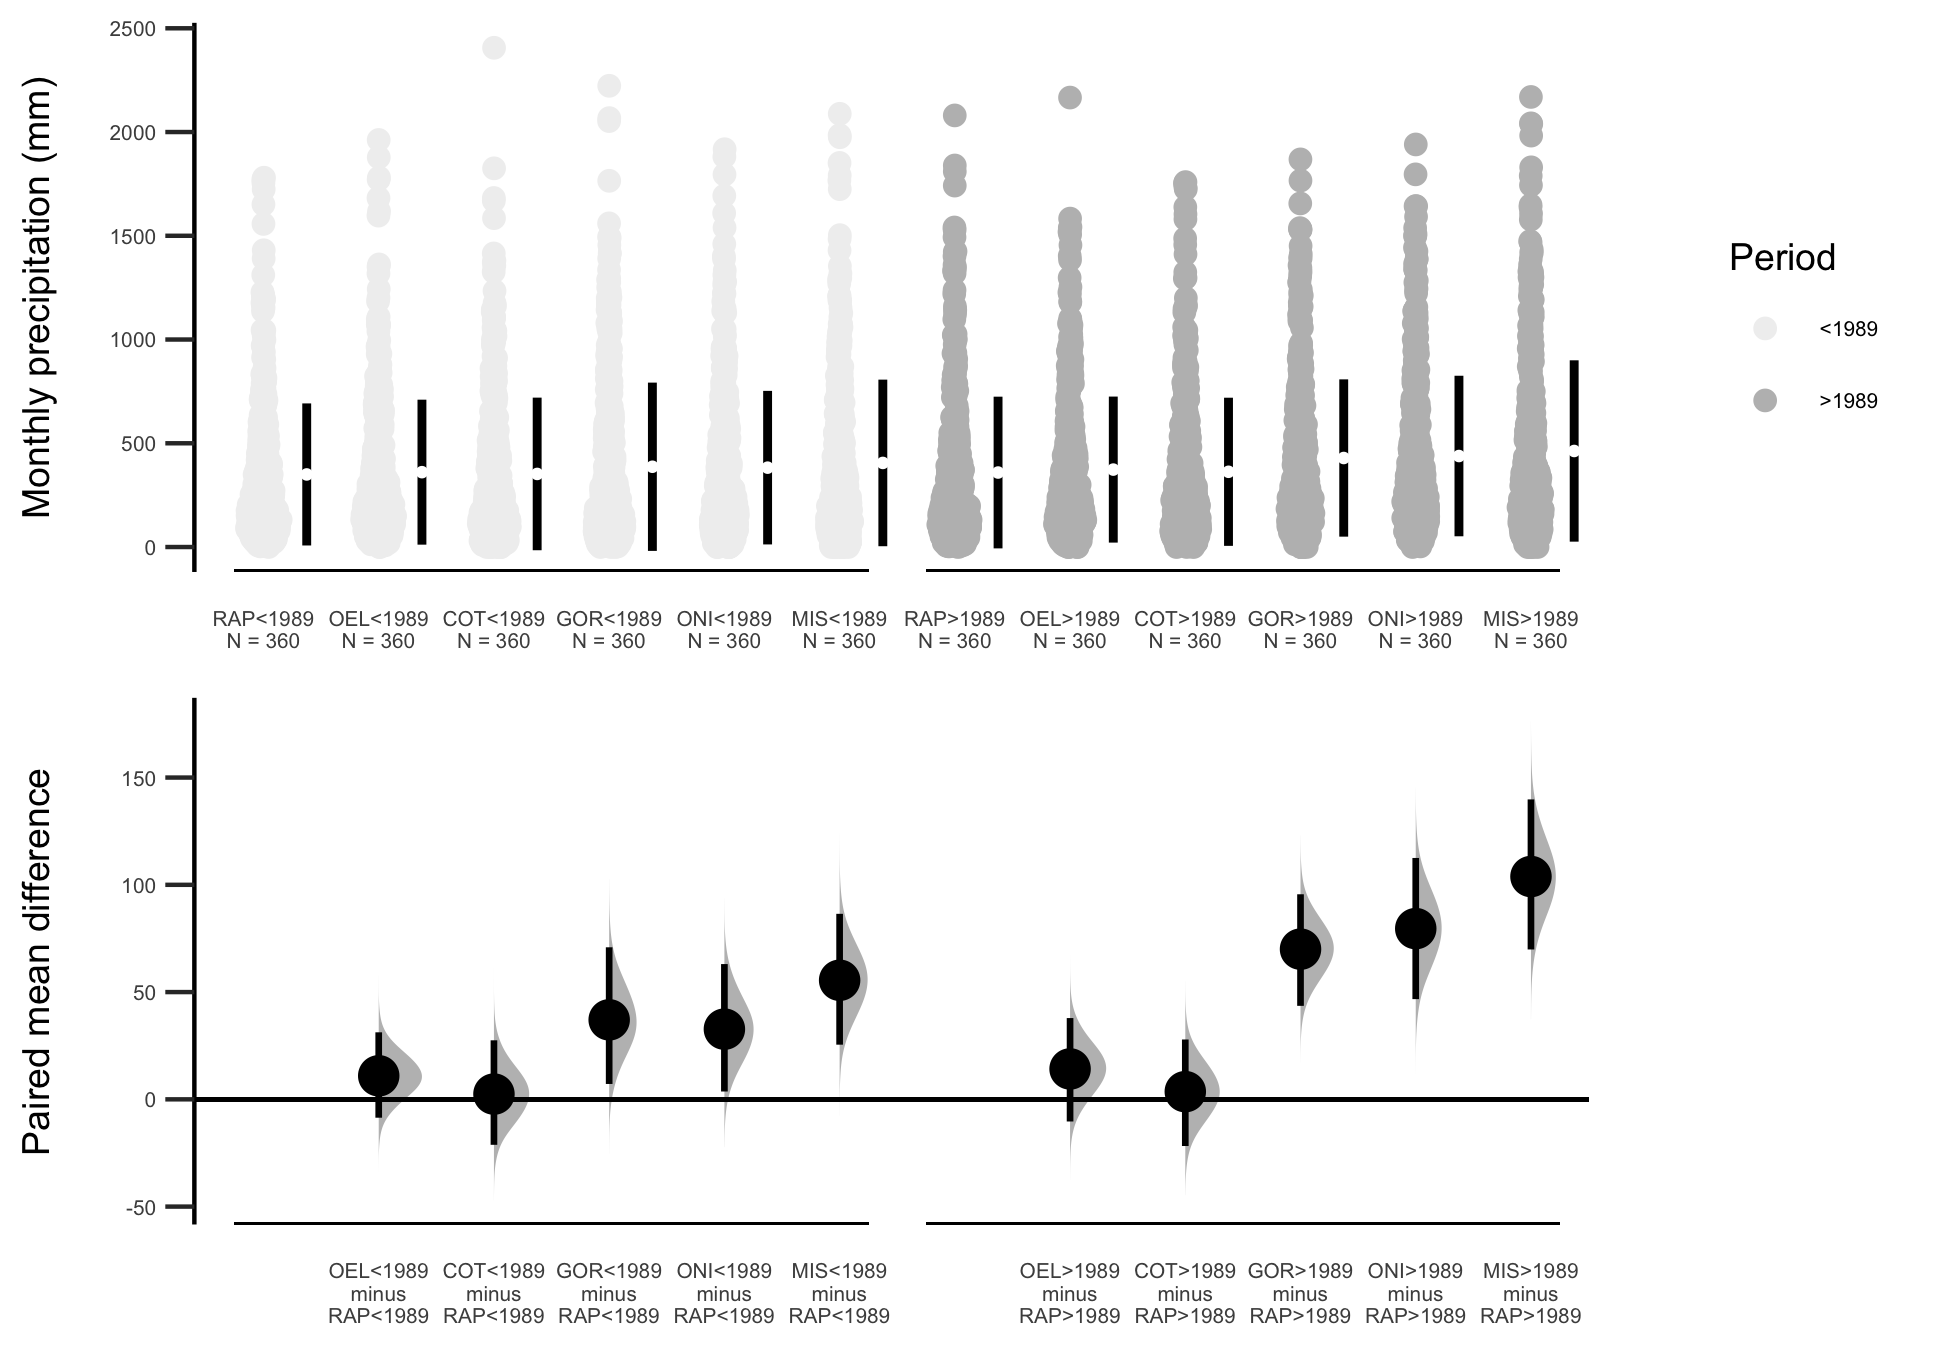 Monthly precipitation (mm)
2500
2000
1500
1000
500
0
RAP<1989 OEL<1989 COT<1989 GOR<1989 ONI<1989 MIS<1989 RAP>1989 OEL>1989 COT>1989 GOR>1989 ONI>1989 MIS>1989
N = 360 N = 360 N = 360 N = 360 N = 360 N = 360 N = 360 N = 360 N = 360 N = 360 N = 360 N = 360
Period
<1989
>1989
Paired mean difference
150
100
50
0
-50
OEL<1989 COT<1989 GOR<1989 ONI<1989 MIS<1989 OEL>1989 COT>1989 GOR>1989 ONI>1989 MIS>1989
minus minus minus minus minus minus minus minus minus minus
RAP<1989 RAP<1989 RAP<1989 RAP<1989 RAP<1989 RAP>1989 RAP>1989 RAP>1989 RAP>1989 RAP>1989